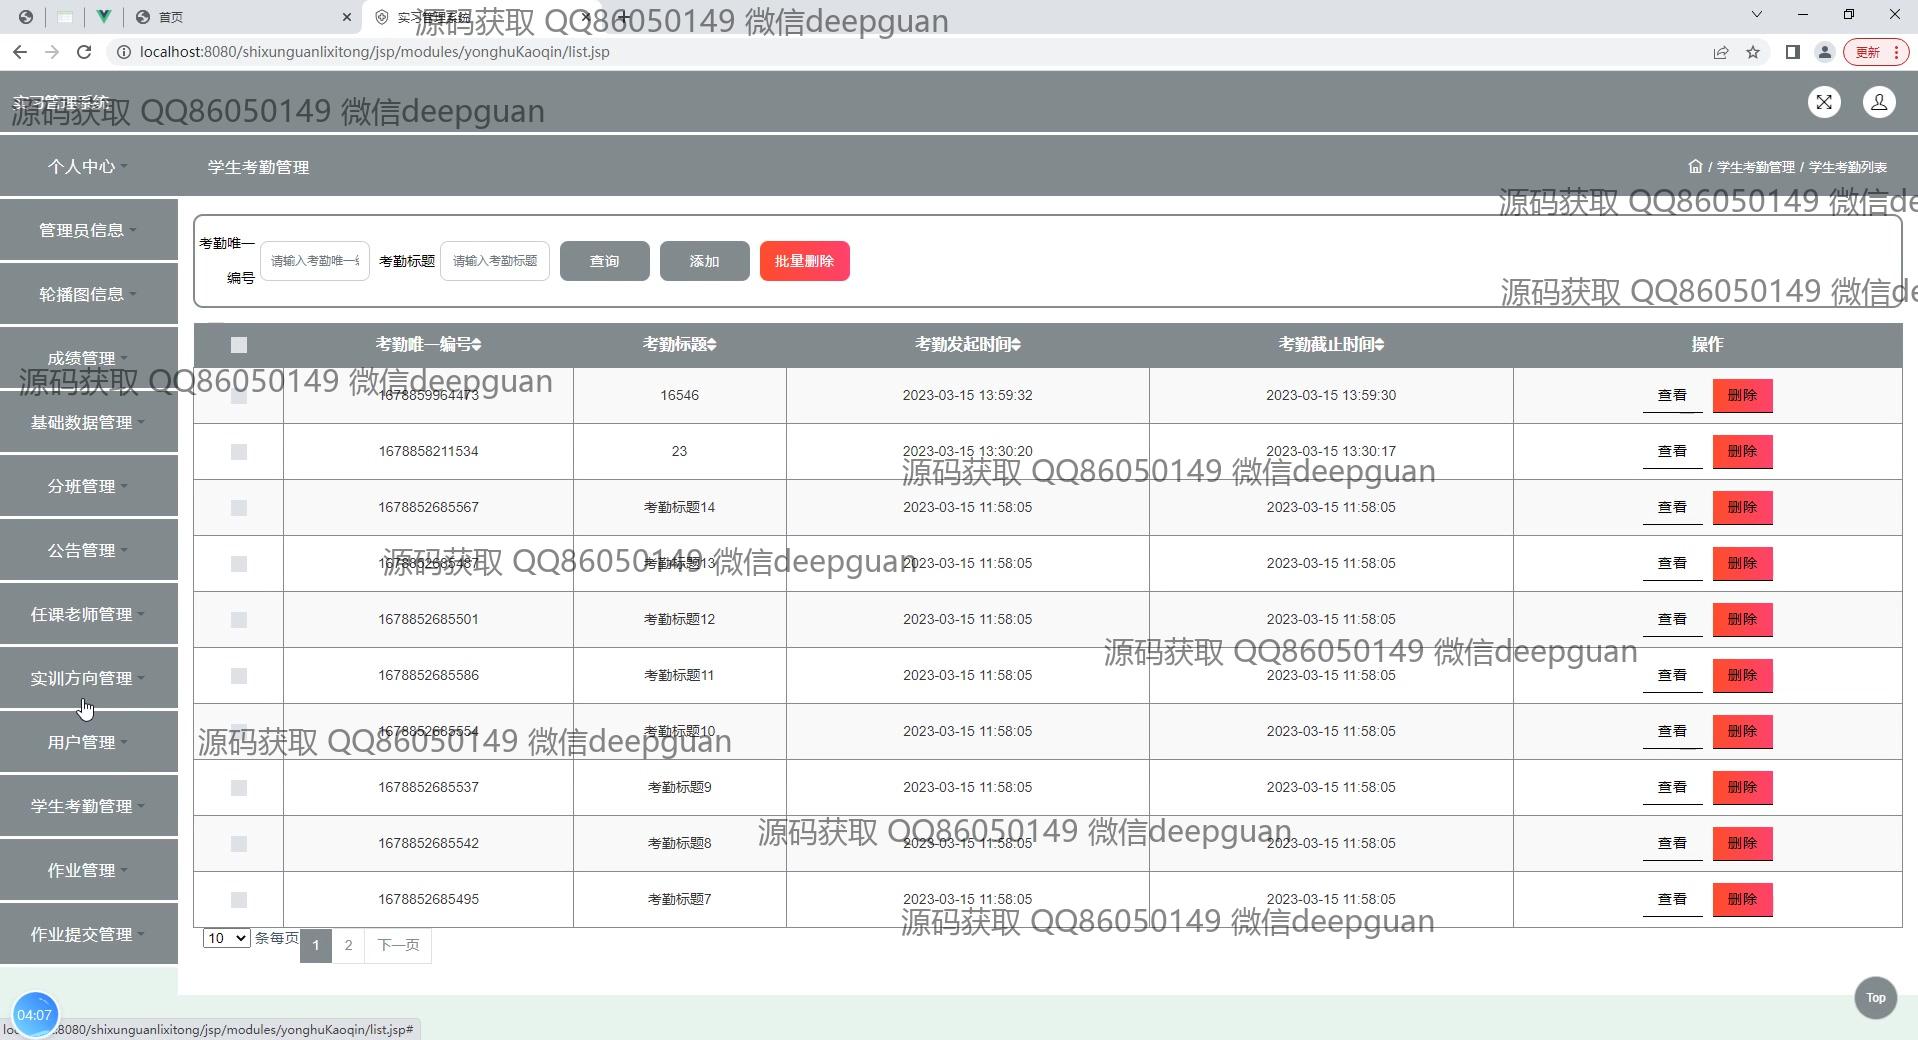 首页
实习管理系统
源码获取 QQ86050149 微信deepguan
localhost:8080/shixunguanlixitong/jsp/modules/yonghuKaoqin/list.jsp
更新
实习管理系统
源码获取 QQ86050149 微信deepguan
个人中心
学生考勤管理
/ 学生考勤管理 / 学生考勤列表
源码获取 QQ86050149 微信de
管理员信息
考勤唯一编号
请输入考勤唯一
考勤标题
请输入考勤标题
查询
添加
批量删除
轮播图信息
源码获取 QQ86050149 微信de
考勤唯一编号 考勤标题 考勤发起时间 考勤截止时间 操作
成绩管理
源码获取 QQ86050149 微信deepguan
1678859964473 16546 2023-03-15 13:59:32 2023-03-15 13:59:30 查看 删除
基础数据管理
1678858211534 23 2023-03-15 13:30:20 2023-03-15 13:30:17 查看 删除
源码获取 QQ86050149 微信deepguan
分班管理
1678852685567 考勤标题14 2023-03-15 11:58:05 2023-03-15 11:58:05 查看 删除
公告管理
1678852685487 考勤标题13 2023-03-15 11:58:05 2023-03-15 11:58:05 查看 删除
源码获取 QQ86050149 微信deepguan
任课老师管理
1678852685501 考勤标题12 2023-03-15 11:58:05 2023-03-15 11:58:05 查看 删除
源码获取 QQ86050149 微信deepguan
实训方向管理
1678852685586 考勤标题11 2023-03-15 11:58:05 2023-03-15 11:58:05 查看 删除
用户管理
1678852685554 考勤标题10 2023-03-15 11:58:05 2023-03-15 11:58:05 查看 删除
源码获取 QQ86050149 微信deepguan
1678852685537 考勤标题9 2023-03-15 11:58:05 2023-03-15 11:58:05 查看 删除
学生考勤管理
源码获取 QQ86050149 微信deepguan
1678852685542 考勤标题8 2023-03-15 11:58:05 2023-03-15 11:58:05 查看 删除
作业管理
1678852685495 考勤标题7 2023-03-15 11:58:05 2023-03-15 11:58:05 查看 删除
源码获取 QQ86050149 微信deepguan
作业提交管理
10 条每页 1 2 下一页
Top
04:07
:8080/shixunguanlixitong/jsp/modules/yonghuKaoqin/list.jsp#